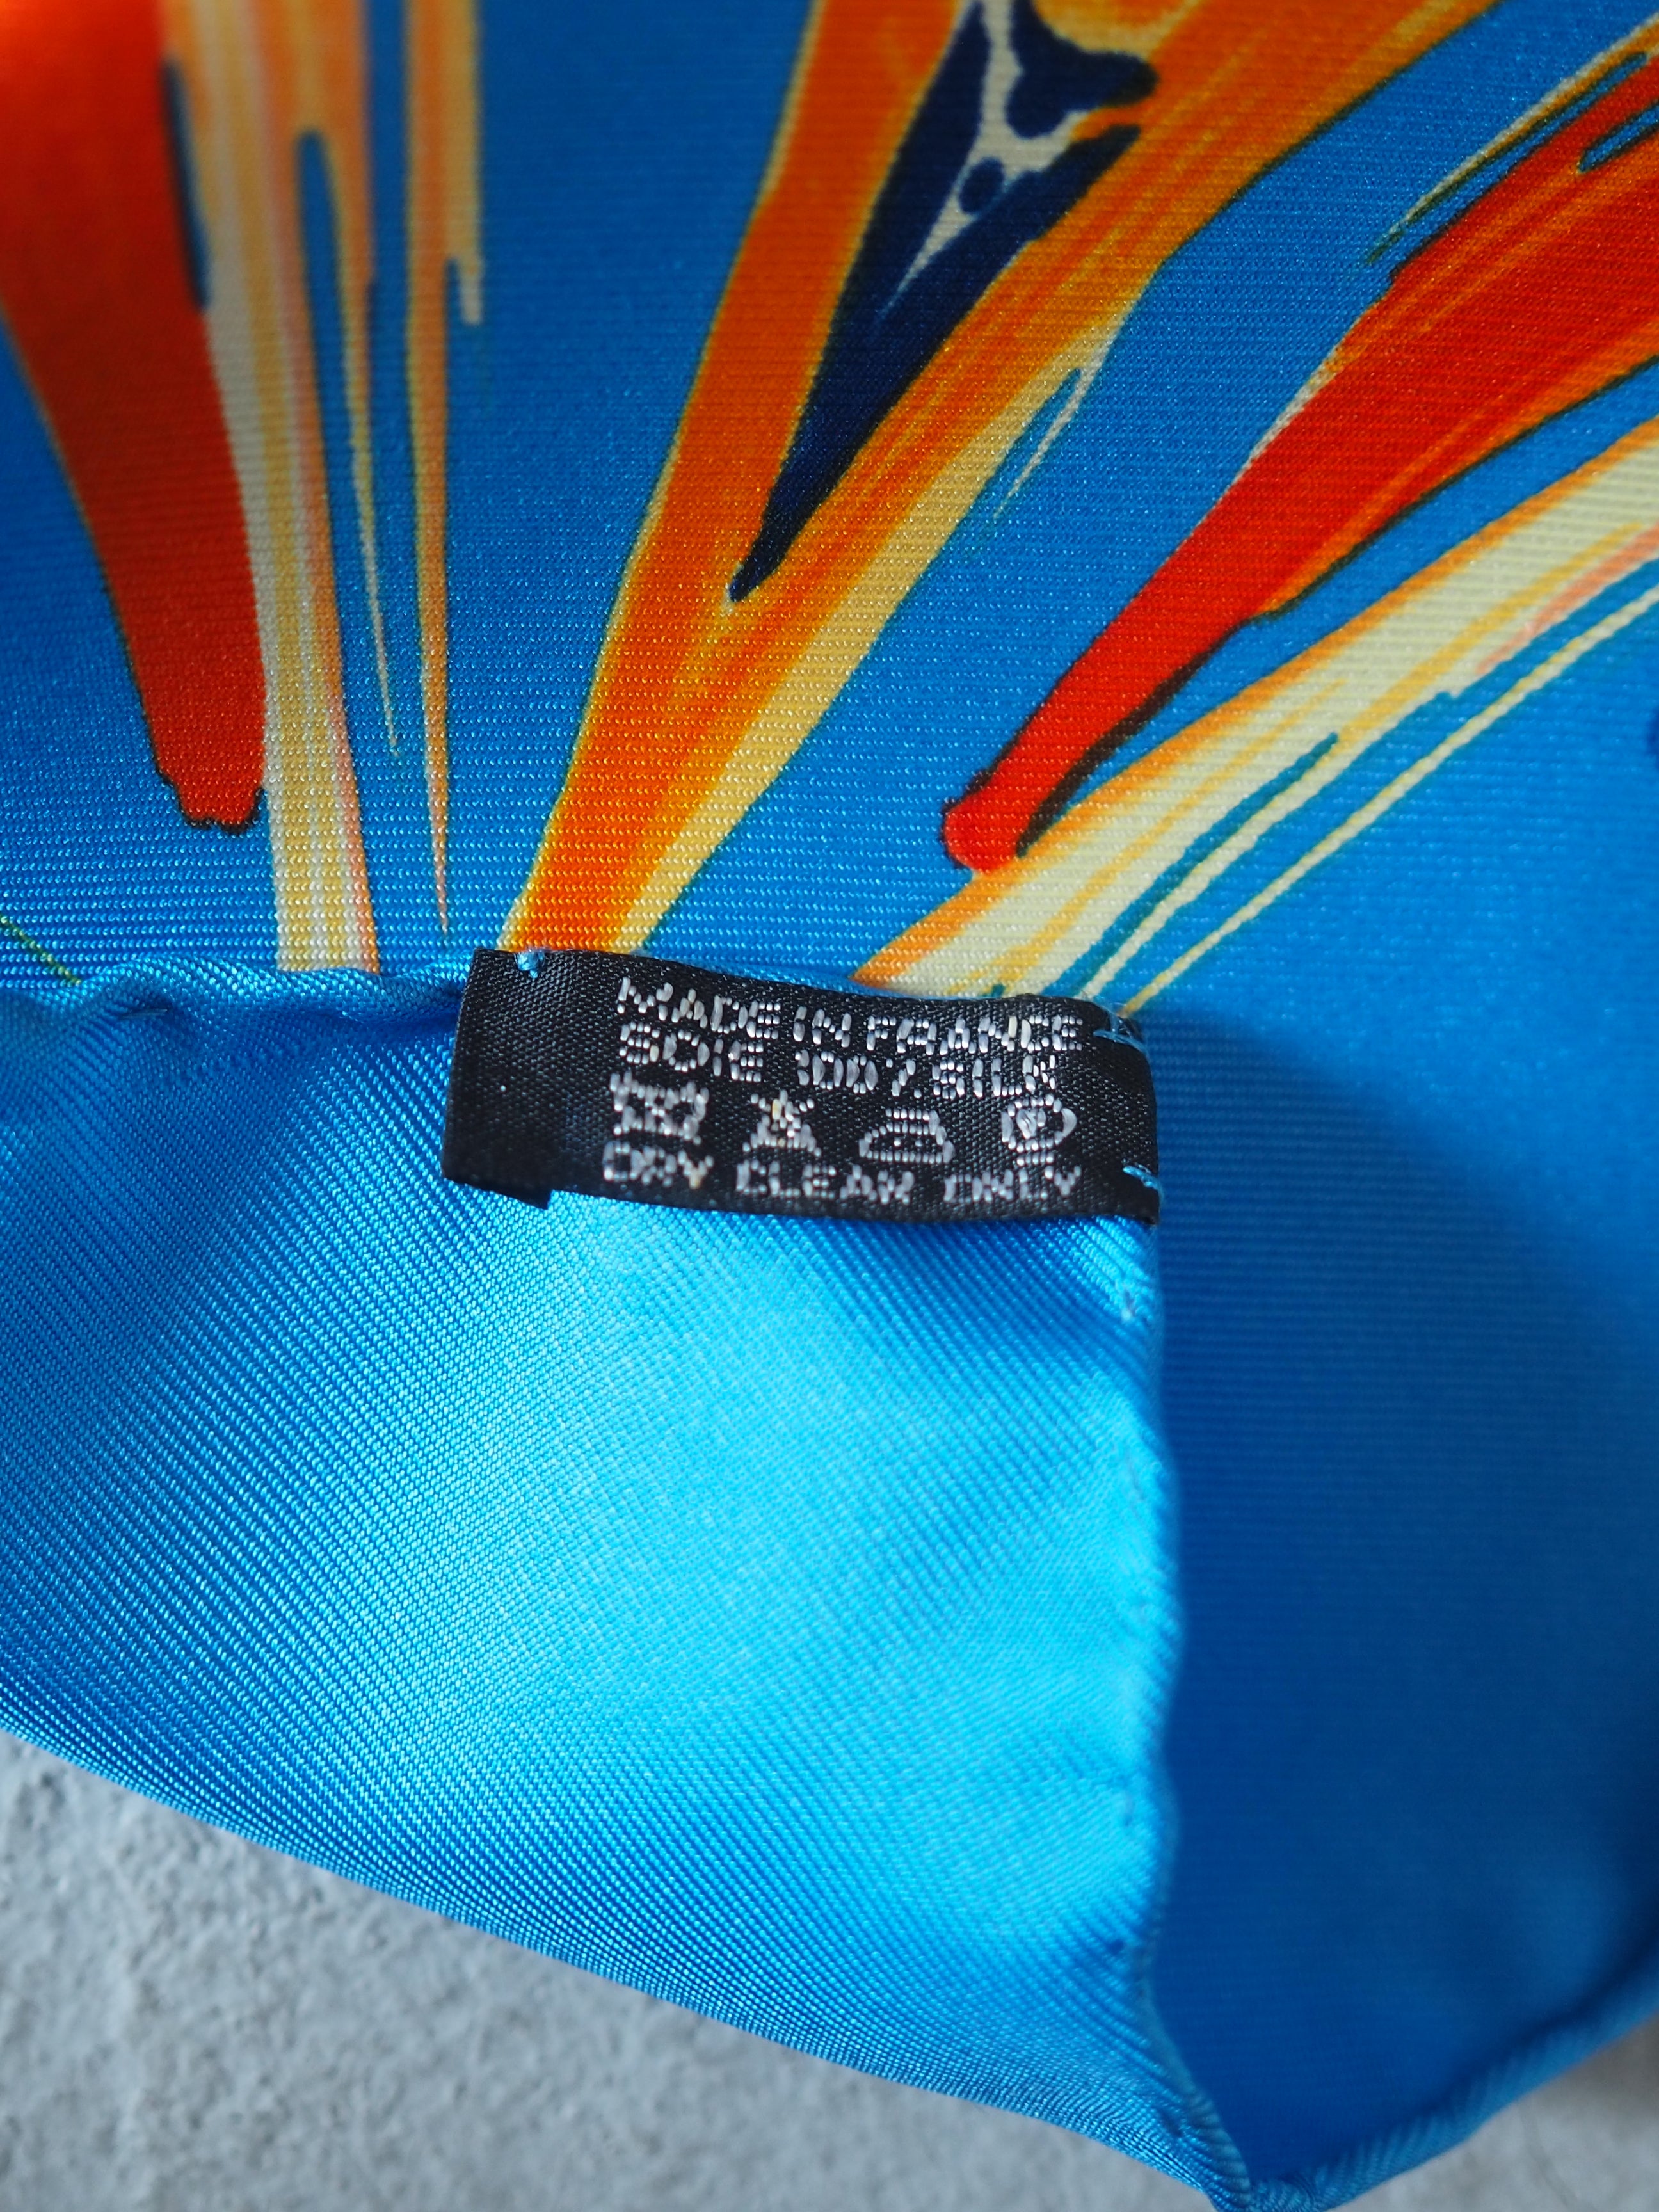 MADE IN FRANCE
SOIE 100% SILK
DRY CLEAN ONLY